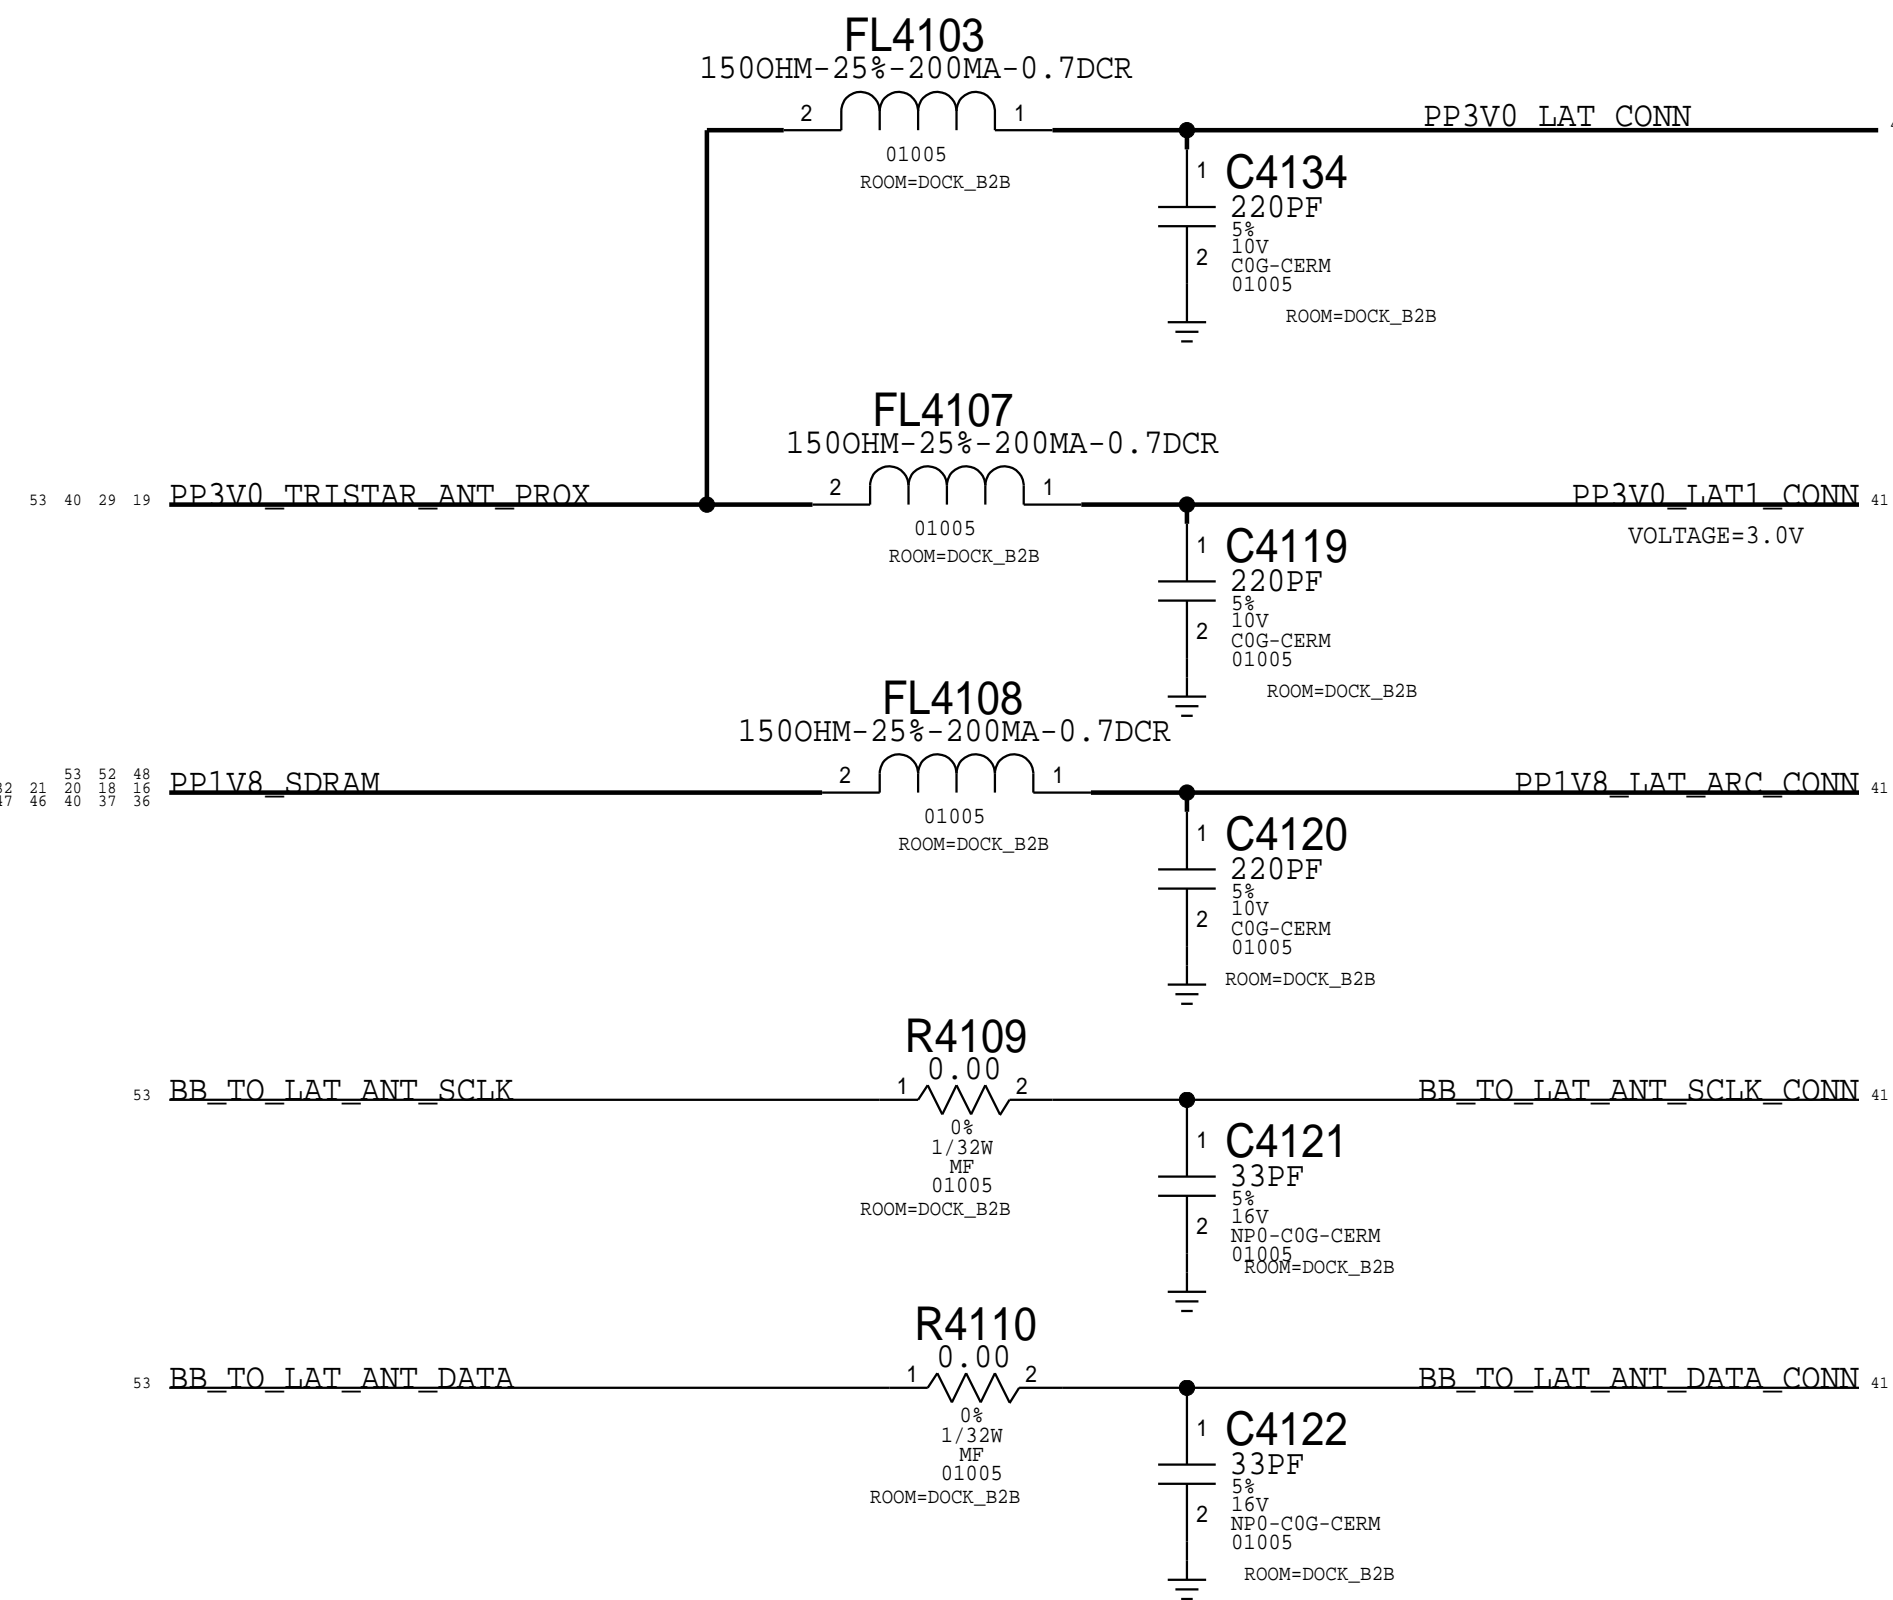 FL4103
150OHM-25%-200MA-0.7DCR
2 1
PP3V0_LAT_CONN
01005
ROOM=DOCK_B2B
1 C4134
220PF
5%
10V
2
C0G-CERM
01005
ROOM=DOCK_B2B
FL4107
150OHM-25%-200MA-0.7DCR
53 40 29 19 PP3V0_TRISTAR_ANT_PROX
2 1
PP3V0_LAT1_CONN 41
VOLTAGE=3.0V
01005
ROOM=DOCK_B2B
1 C4119
220PF
5%
10V
2
C0G-CERM
01005
ROOM=DOCK_B2B
FL4108
150OHM-25%-200MA-0.7DCR
53 52 48
21 20 18 16
46 40 37 36
PP1V8_SDRAM
2 1
PP1V8_LAT_ARC_CONN 41
01005
ROOM=DOCK_B2B
1 C4120
220PF
5%
10V
2
C0G-CERM
01005
ROOM=DOCK_B2B
R4109
0.00
53 BB_TO_LAT_ANT_SCLK
1 2
BB_TO_LAT_ANT_SCLK_CONN 41
0%
1/32W
MF
01005
ROOM=DOCK_B2B
1 C4121
33PF
5%
16V
2
NP0-C0G-CERM
01005
ROOM=DOCK_B2B
R4110
0.00
53 BB_TO_LAT_ANT_DATA
1 2
BB_TO_LAT_ANT_DATA_CONN 41
0%
1/32W
MF
01005
ROOM=DOCK_B2B
1 C4122
33PF
5%
16V
2
NP0-C0G-CERM
01005
ROOM=DOCK_B2B